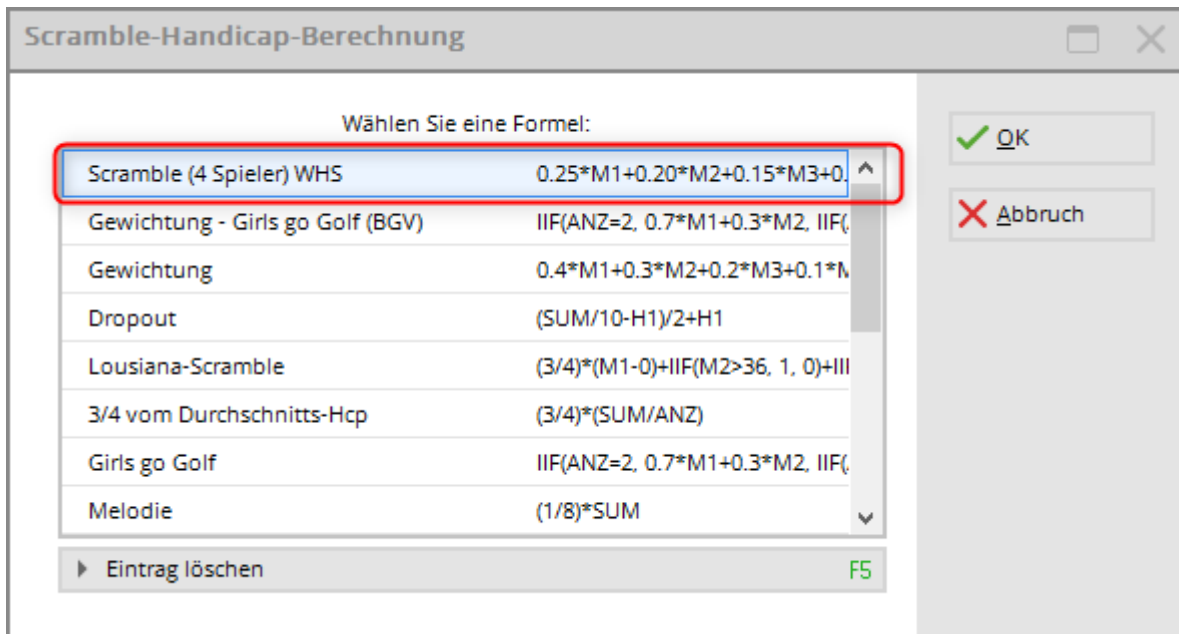 Scramble-Handicap-Berechnung
Wählen Sie eine Formel:
Scramble (4 Spieler) WHS 0.25*M1+0.20*M2+0.15*M3+0.
Gewichtung - Girls go Golf (BGV) IIF(ANZ=2, 0.7*M1+0.3*M2, IIF(
Gewichtung 0.4*M1+0.3*M2+0.2*M3+0.1*M
Dropout (SUM/10-H1)/2+H1
Lousiana-Scramble (3/4)*(M1-0)+IIF(M2>36, 1, 0)+III
3/4 vom Durchschnitts-Hcp (3/4)*(SUM/ANZ)
Girls go Golf IIF(ANZ=2, 0.7*M1+0.3*M2, IIF(
Melodie (1/8)*SUM
Eintrag löschen F5
OK
Abbruch